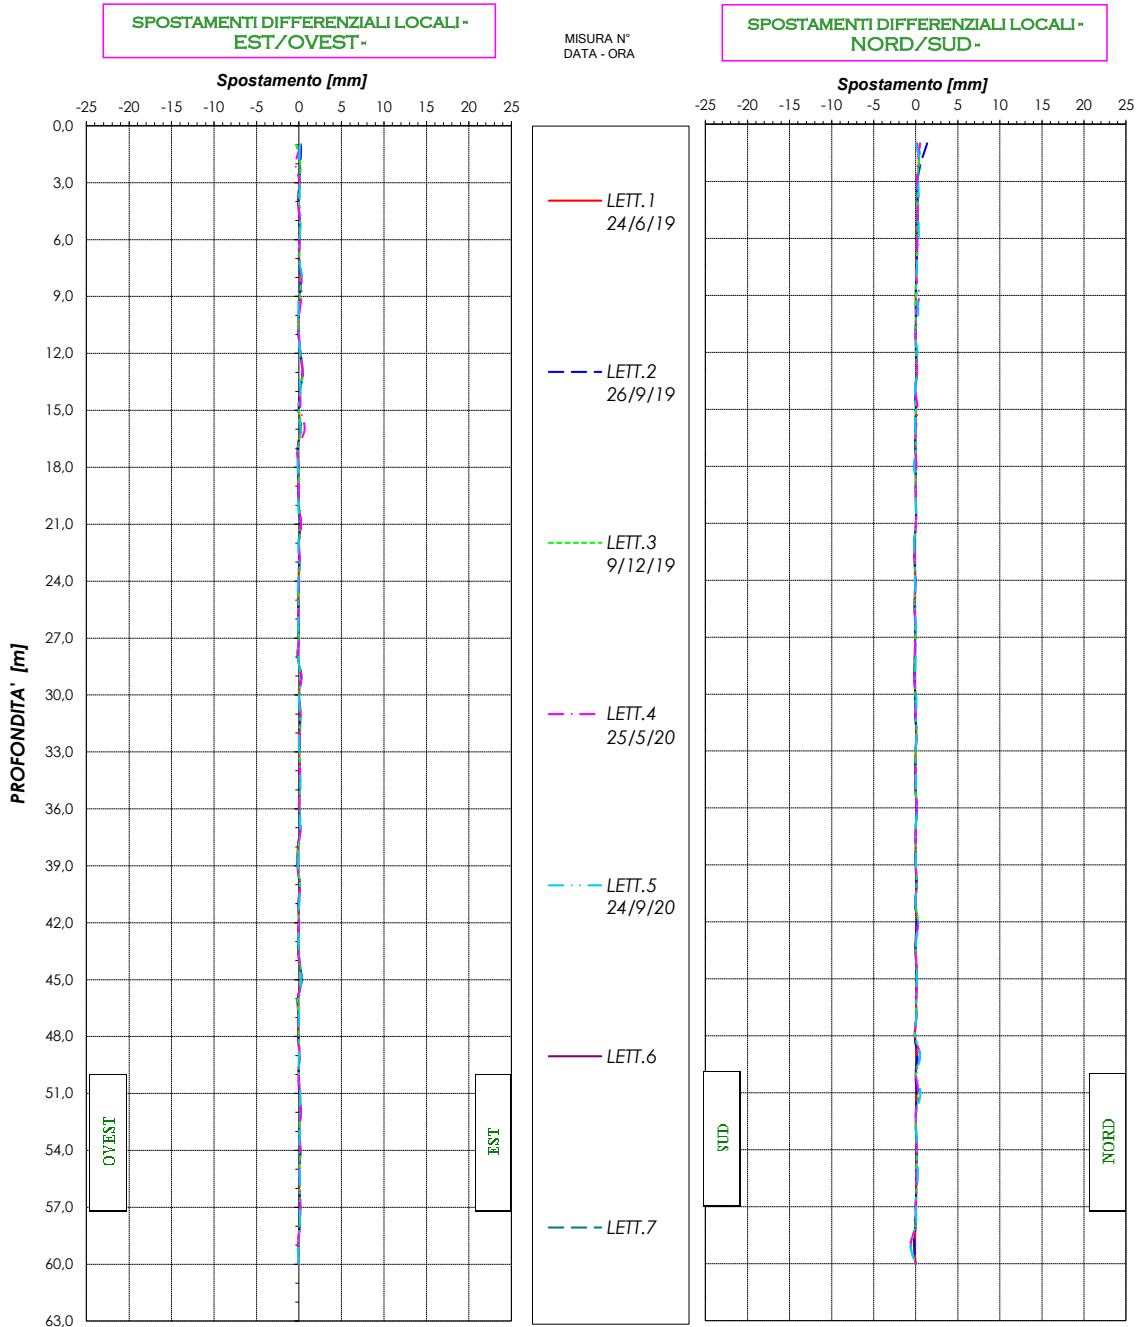 SPOSTAMENTI DIFFERENZIALI LOCALI -
EST/OVEST -
MISURA N°
DATA - ORA
SPOSTAMENTI DIFFERENZIALI LOCALI -
NORD/SUD -
Spostamento [mm]
-25 -20 -15 -10 -5 0 5 10 15 20 25
Spostamento [mm]
-25 -20 -15 -10 -5 0 5 10 15 20 25
PROFONDITA' [m]
0,0
3,0
6,0
9,0
12,0
15,0
18,0
21,0
24,0
27,0
30,0
33,0
36,0
39,0
42,0
45,0
48,0
51,0
54,0
57,0
60,0
63,0
OVEST
EST
LETT.1
24/6/19
LETT.2
26/9/19
LETT.3
9/12/19
LETT.4
25/5/20
LETT.5
24/9/20
LETT.6
LETT.7
SUD
NORD